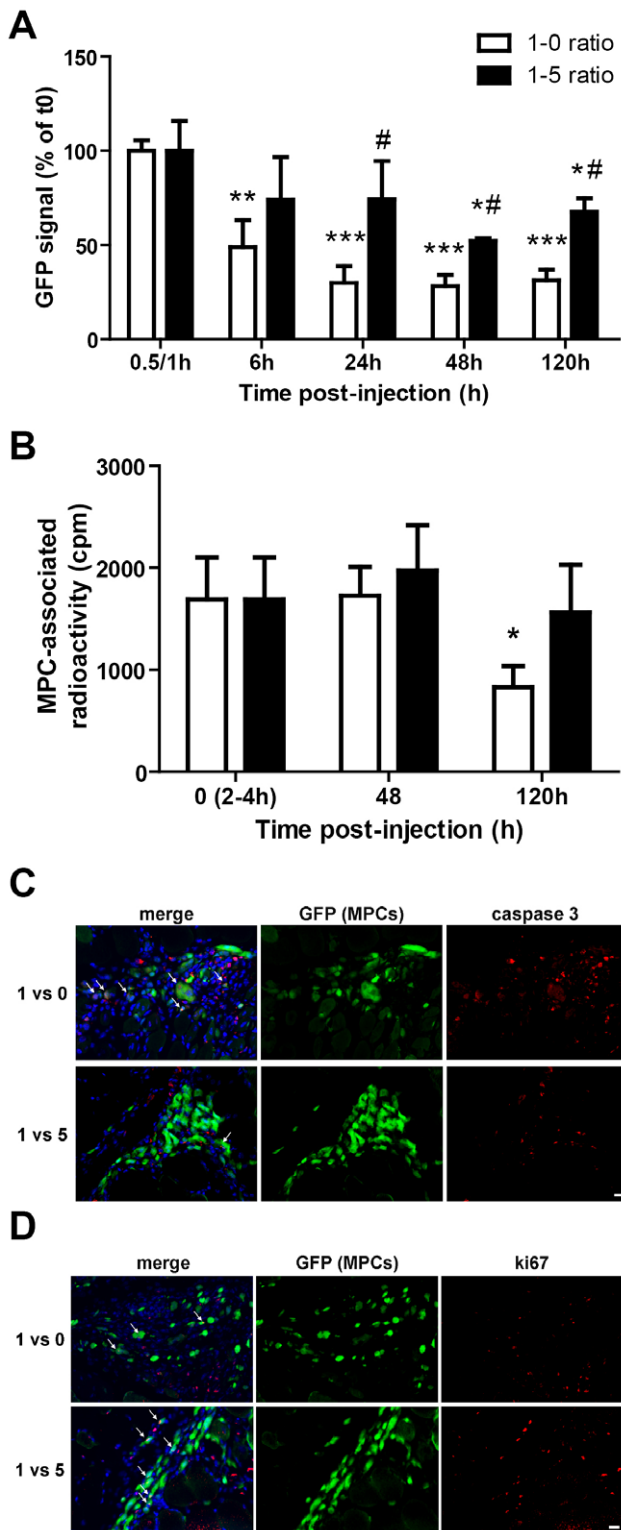 A
1-0 ratio
1-5 ratio
GFP signal (% of t0)
150
100
50
0
**
***
#
***
*#
***
*#
0.5/1h 6h 24h 48h 120h
Time post-injection (h)
B
MPC-associated
radioactivity (cpm)
3000
2000
1000
0
*
0 (2-4h) 48 120h
Time post-injection (h)
C
merge GFP (MPCs) caspase 3
1 vs 0
1 vs 5
D
merge GFP (MPCs) ki67
1 vs 0
1 vs 5